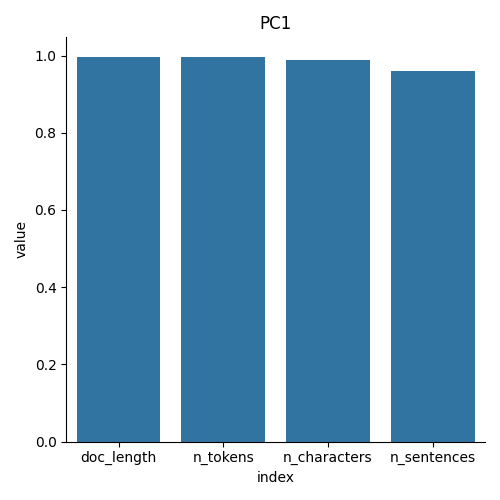 PC1
1.0
0.8
0.6
0.4
0.2
0.0
value
doc_length n_tokens n_characters n_sentences
index